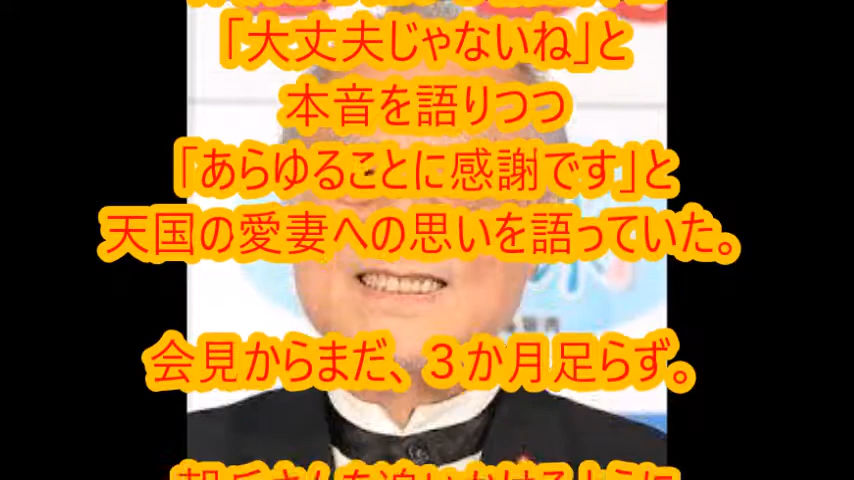 「大丈夫じゃないね」と
本音を語りつつ
「あらゆることに感謝です」と
天国の愛妻への思いを語っていた。
会見からまだ、３か月足らず。